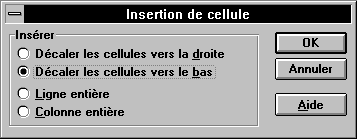 Insertion de cellule
Insérer
Décaler les cellules vers la droite
Décaler les cellules vers le bas
Ligne entière
Colonne entière
OK
Annuler
Aide